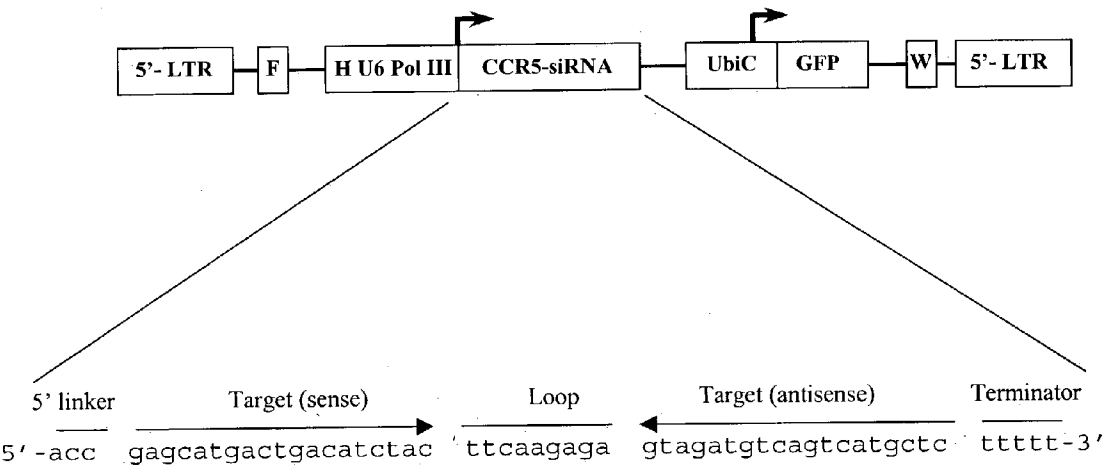 5'- LTR F H U6 Pol III CCR5-siRNA UbiC GFP W 5'- LTR
5' linker Target (sense) Loop Target (antisense) Terminator
5'-acc gagcatgactgacatctac ttcaagaga gtagatgtcagtcatgctc ttttt-3'